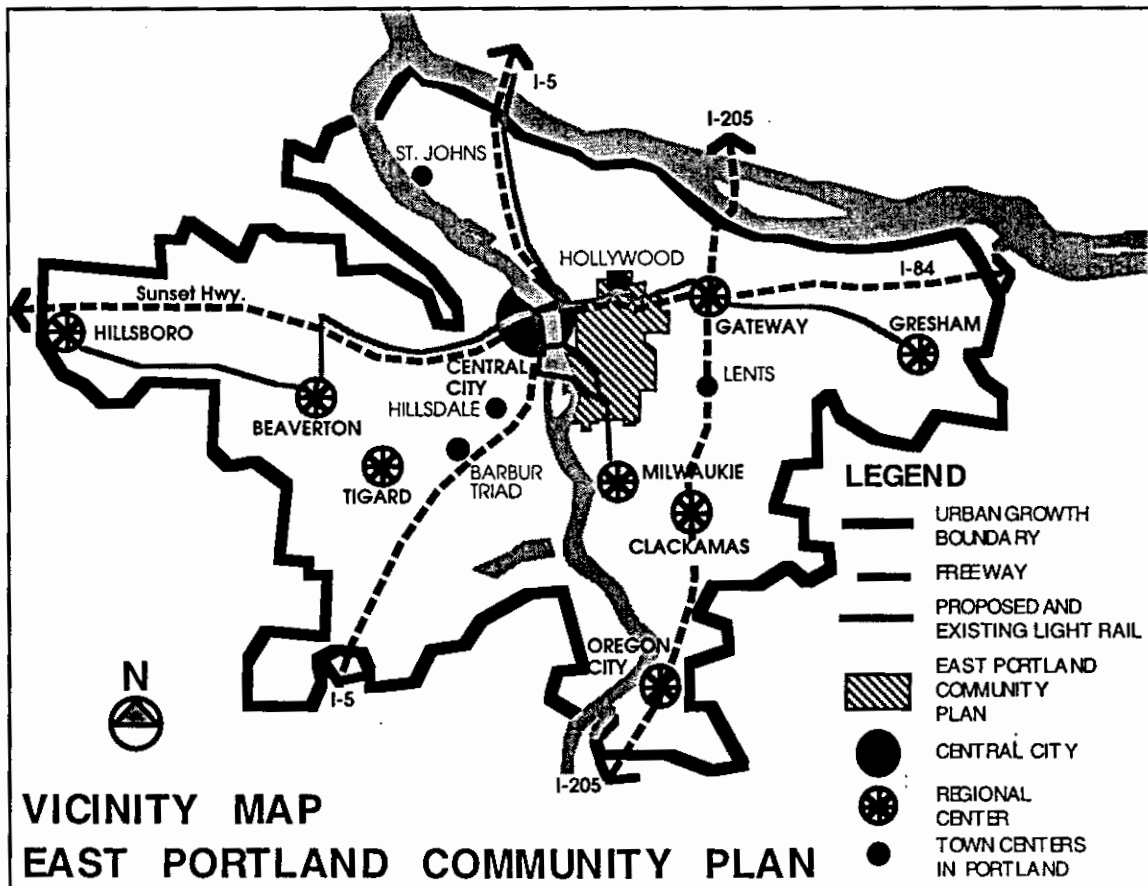 I-5
I-205
ST. JOHNS
HOLLYWOOD
I-84
Sunset Hwy.
HILLSBORO
GATEWAY
GRESHAM
CENTRAL
CITY
LENTS
HILLSDALE
BEAVERTON
BARBUR
TRIAD
TIGARD
MILWAUKIE
CLACKAMAS
OREGON
CITY
I-5
I-205
N
LEGEND
URBAN GROWTH
BOUNDARY
FREEWAY
PROPOSED AND
EXISTING LIGHT RAIL
EAST PORTLAND
COMMUNITY
PLAN
CENTRAL CITY
REGIONAL
CENTER
TOWN CENTERS
IN PORTLAND
VICINITY MAP
EAST PORTLAND COMMUNITY PLAN